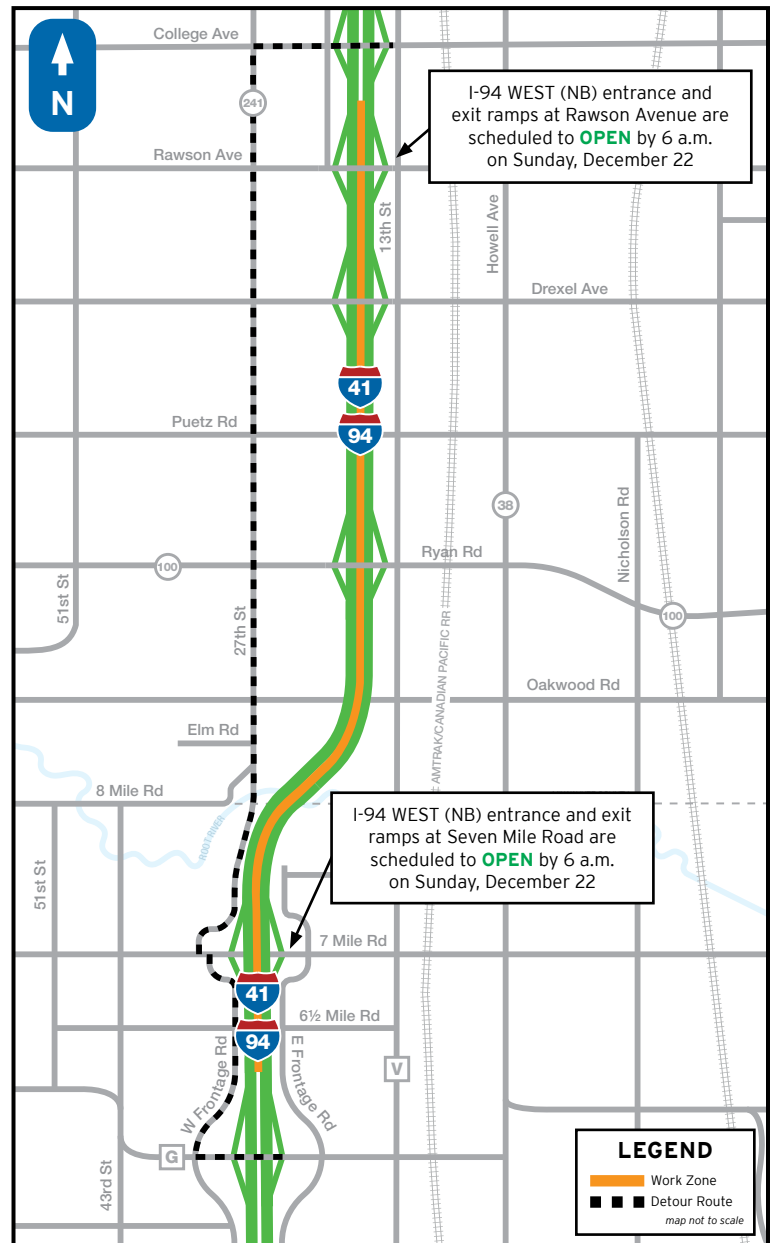 College Ave
N
241
I-94 WEST (NB) entrance and
exit ramps at Rawson Avenue are
scheduled to OPEN by 6 a.m.
on Sunday, December 22
Rawson Ave
13th St
Howell Ave
Drexel Ave
41
Puetz Rd
94
38
Nicholson Rd
Ryan Rd
100
100
51st St
27th St
AMTRAK/CANADIAN PACIFIC RR
Oakwood Rd
Elm Rd
8 Mile Rd
ROOT RIVER
I-94 WEST (NB) entrance and exit
ramps at Seven Mile Road are
scheduled to OPEN by 6 a.m.
on Sunday, December 22
51st St
7 Mile Rd
41
6½ Mile Rd
94
W Frontage Rd
E Frontage Rd
V
G
43rd St
LEGEND
Work Zone
Detour Route
map not to scale